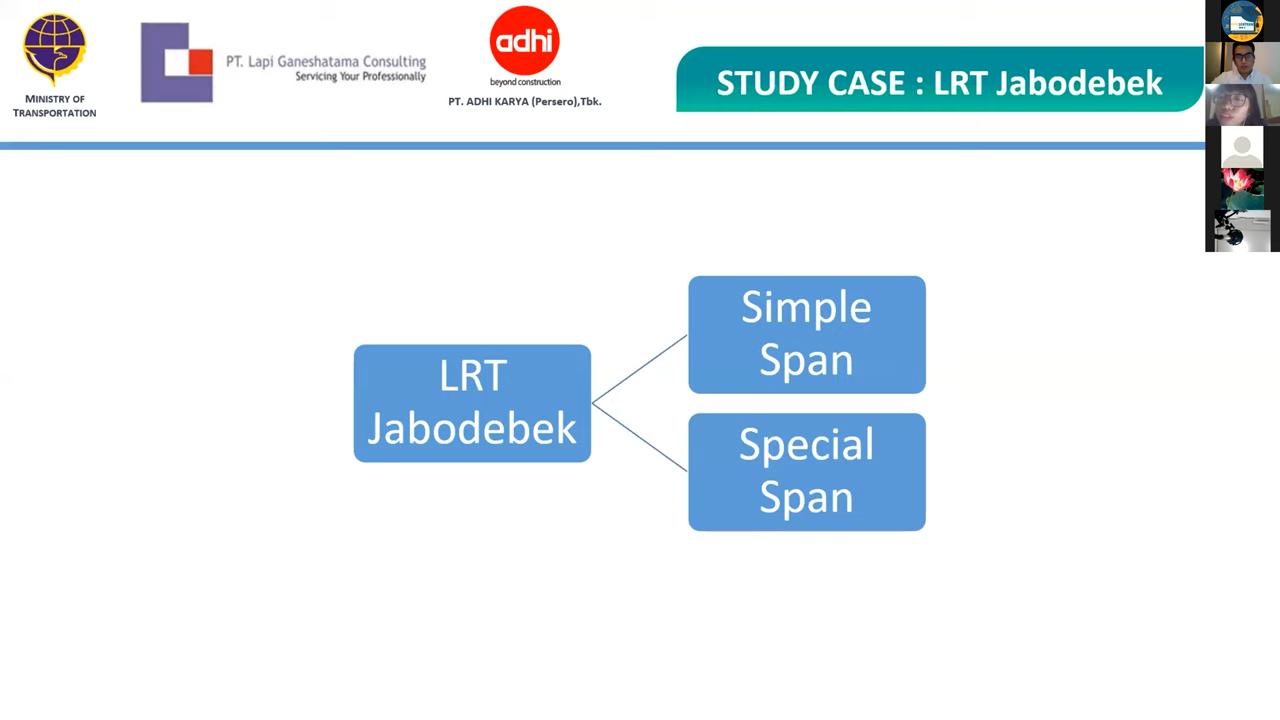 MINISTRY OF
TRANSPORTATION
PT. Lapi Ganeshatama Consulting
Servicing Your Professionally
adhi
beyond construction
PT. ADHI KARYA (Persero),Tbk.
STUDY CASE : LRT Jabodebek
LRT
Jabodebek
Simple
Span
Special
Span